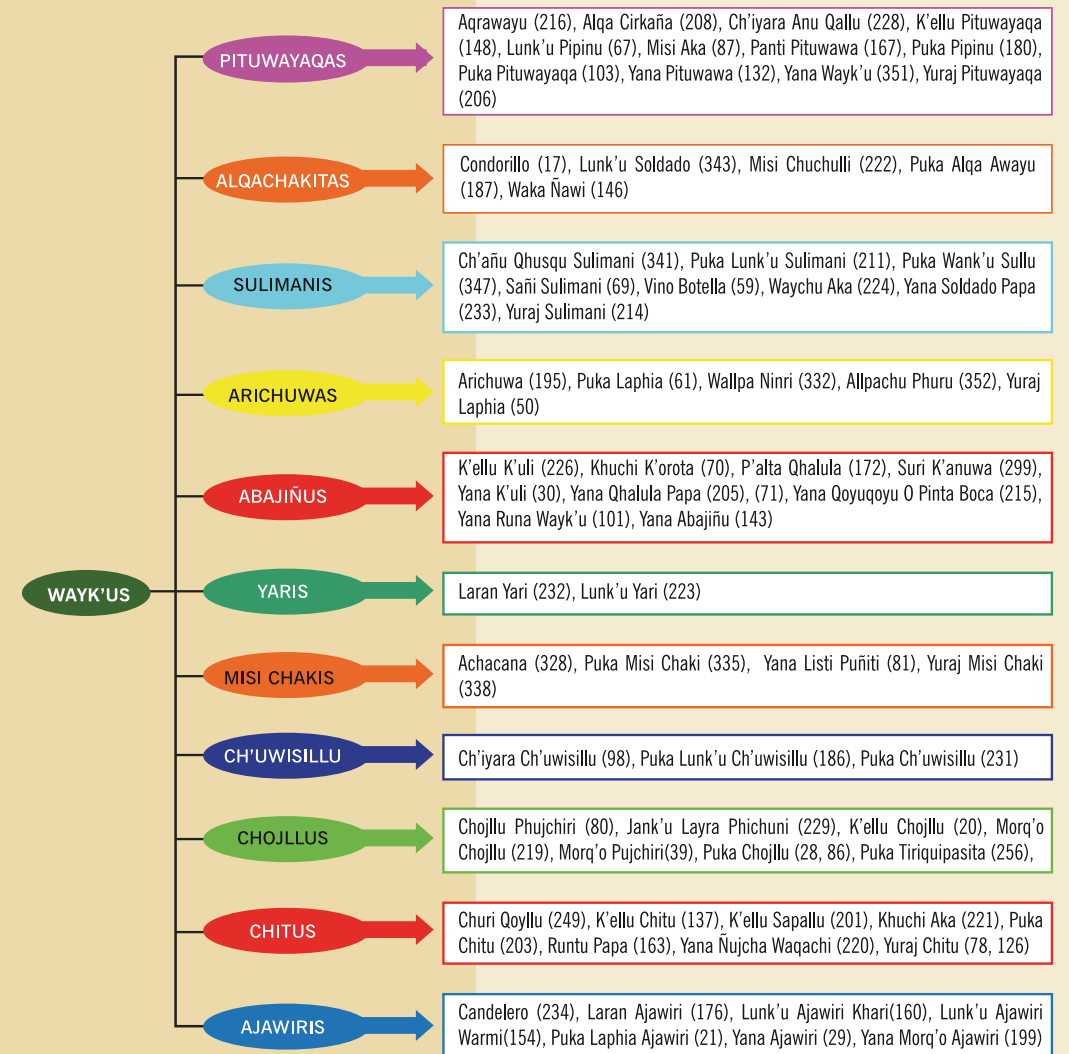 PITUWAYAQAS
Aqrawayu (216), Alqa Cirkaña (208), Ch'iyara Anu Qallu (228), K'ellu Pituwayaqa
(148), Lunk'u Pipinu (67), Misi Aka (87), Panti Pituwawa (167), Puka Pipinu (180),
Puka Pituwayaqa (103), Yana Pituwawa (132), Yana Wayk'u (351), Yuraj Pituwayaqa
(206)
ALQACHAKITAS
Condorillo (17), Lunk'u Soldado (343), Misi Chuchulli (222), Puka Alqa Awayu
(187), Waka Ñawi (146)
SULIMANIS
Ch'añu Qhusqu Sulimani (341), Puka Lunk'u Sulimani (211), Puka Wank'u Sullu
(347), Sañi Sulimani (69), Vino Botella (59), Waychu Aka (224), Yana Soldado Papa
(233), Yuraj Sulimani (214)
ARICHUWAS
Arichuwa (195), Puka Laphia (61), Wallpa Ninri (332), Allpachu Phuru (352), Yuraj
Laphia (50)
ABAJIÑUS
K'ellu K'uli (226), Khuchi K'orota (70), P'alta Qhalula (172), Suri K'anuwa (299),
Yana K'uli (30), Yana Qhalula Papa (205), (71), Yana Qoyuqoyu O Pinta Boca (215),
Yana Runa Wayk'u (101), Yana Abajiñu (143)
WAYK'US
YARIS
Laran Yari (232), Lunk'u Yari (223)
MISI CHAKIS
Achacana (328), Puka Misi Chaki (335), Yana Listi Puñiti (81), Yuraj Misi Chaki
(338)
CH'UWISILLU
Ch'iyara Ch'uwisillu (98), Puka Lunk'u Ch'uwisillu (186), Puka Ch'uwisillu (231)
CHOJLLUS
Chojllu Phujchiri (80), Jank'u Layra Phichuni (229), K'ellu Chojllu (20), Morq'o
Chojllu (219), Morq'o Pujchiri(39), Puka Chojllu (28, 86), Puka Tiriquipasita (256),
CHITUS
Churi Qoyllu (249), K'ellu Chitu (137), K'ellu Sapallu (201), Khuchi Aka (221), Puka
Chitu (203), Runtu Papa (163), Yana Ñujcha Waqachi (220), Yuraj Chitu (78, 126)
AJAWIRIS
Candelero (234), Laran Ajawiri (176), Lunk'u Ajawiri Khari(160), Lunk'u Ajawiri
Warmi(154), Puka Laphia Ajawiri (21), Yana Ajawiri (29), Yana Morq'o Ajawiri (199)